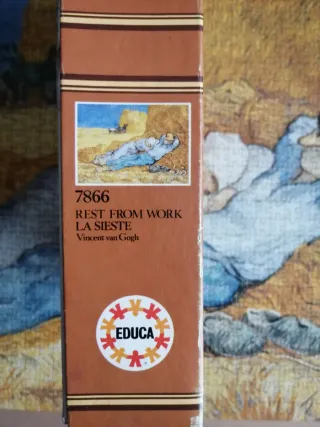 7866
REST FROM WORK
LA SIESTE
Vincent van Gogh
EDUCA